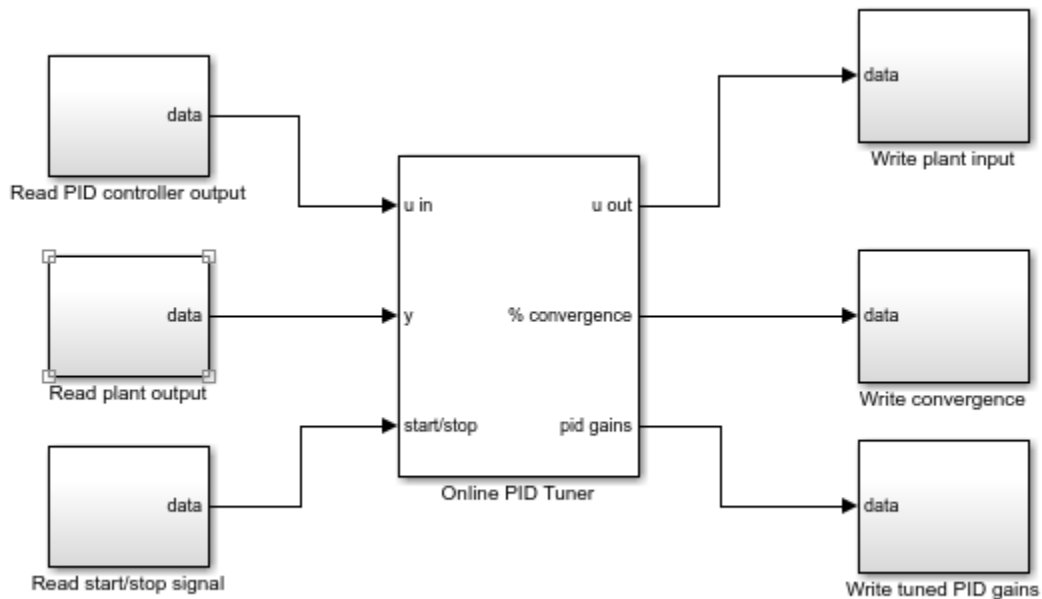 data
Read PID controller output
data
Read plant output
data
Read start/stop signal
u in
y
start/stop
u out
% convergence
pid gains
Online PID Tuner
data
Write plant input
data
Write convergence
data
Write tuned PID gains